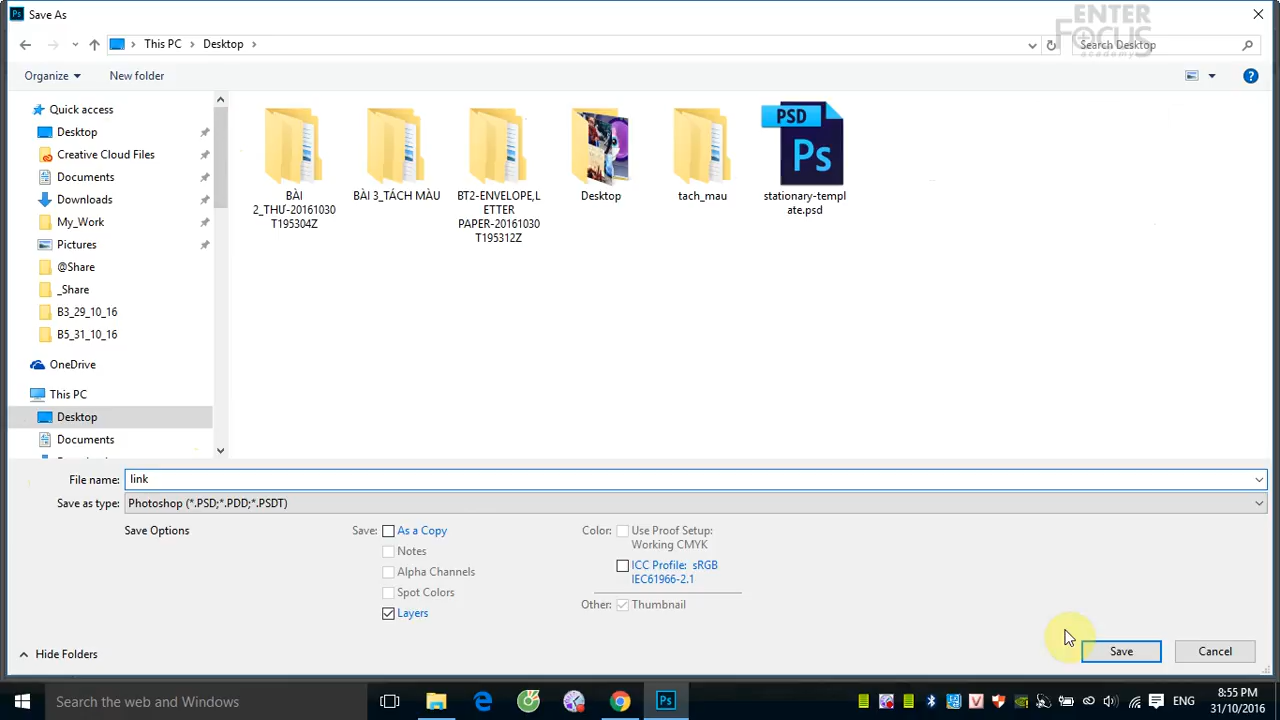 Save As
ENTER
FOCUS
academy
This PC
Desktop
Search Desktop
Organize
New folder
Quick access
Desktop
Creative Cloud Files
Documents
Downloads
My_Work
Pictures
@Share
_Share
B3_29_10_16
B5_31_10_16
OneDrive
This PC
Desktop
Documents
BÀI
2_THƯ-20161030
T195304Z
BÀI 3_TÁCH MÀU
BT2-ENVELOPE,L
ETTER
PAPER-20161030
T195312Z
Desktop
tach_mau
PSD
Ps
stationary-templ
ate.psd
File name: link
Save as type: Photoshop (*.PSD;*.PDD;*.PSDT)
Save Options
Save: As a Copy
Notes
Alpha Channels
Spot Colors
Layers
Color: Use Proof Setup:
Working CMYK
ICC Profile: sRGB
IEC61966-2.1
Other: Thumbnail
Hide Folders
Save
Cancel
Search the web and Windows
Ps
ENG
8:55 PM
31/10/2016